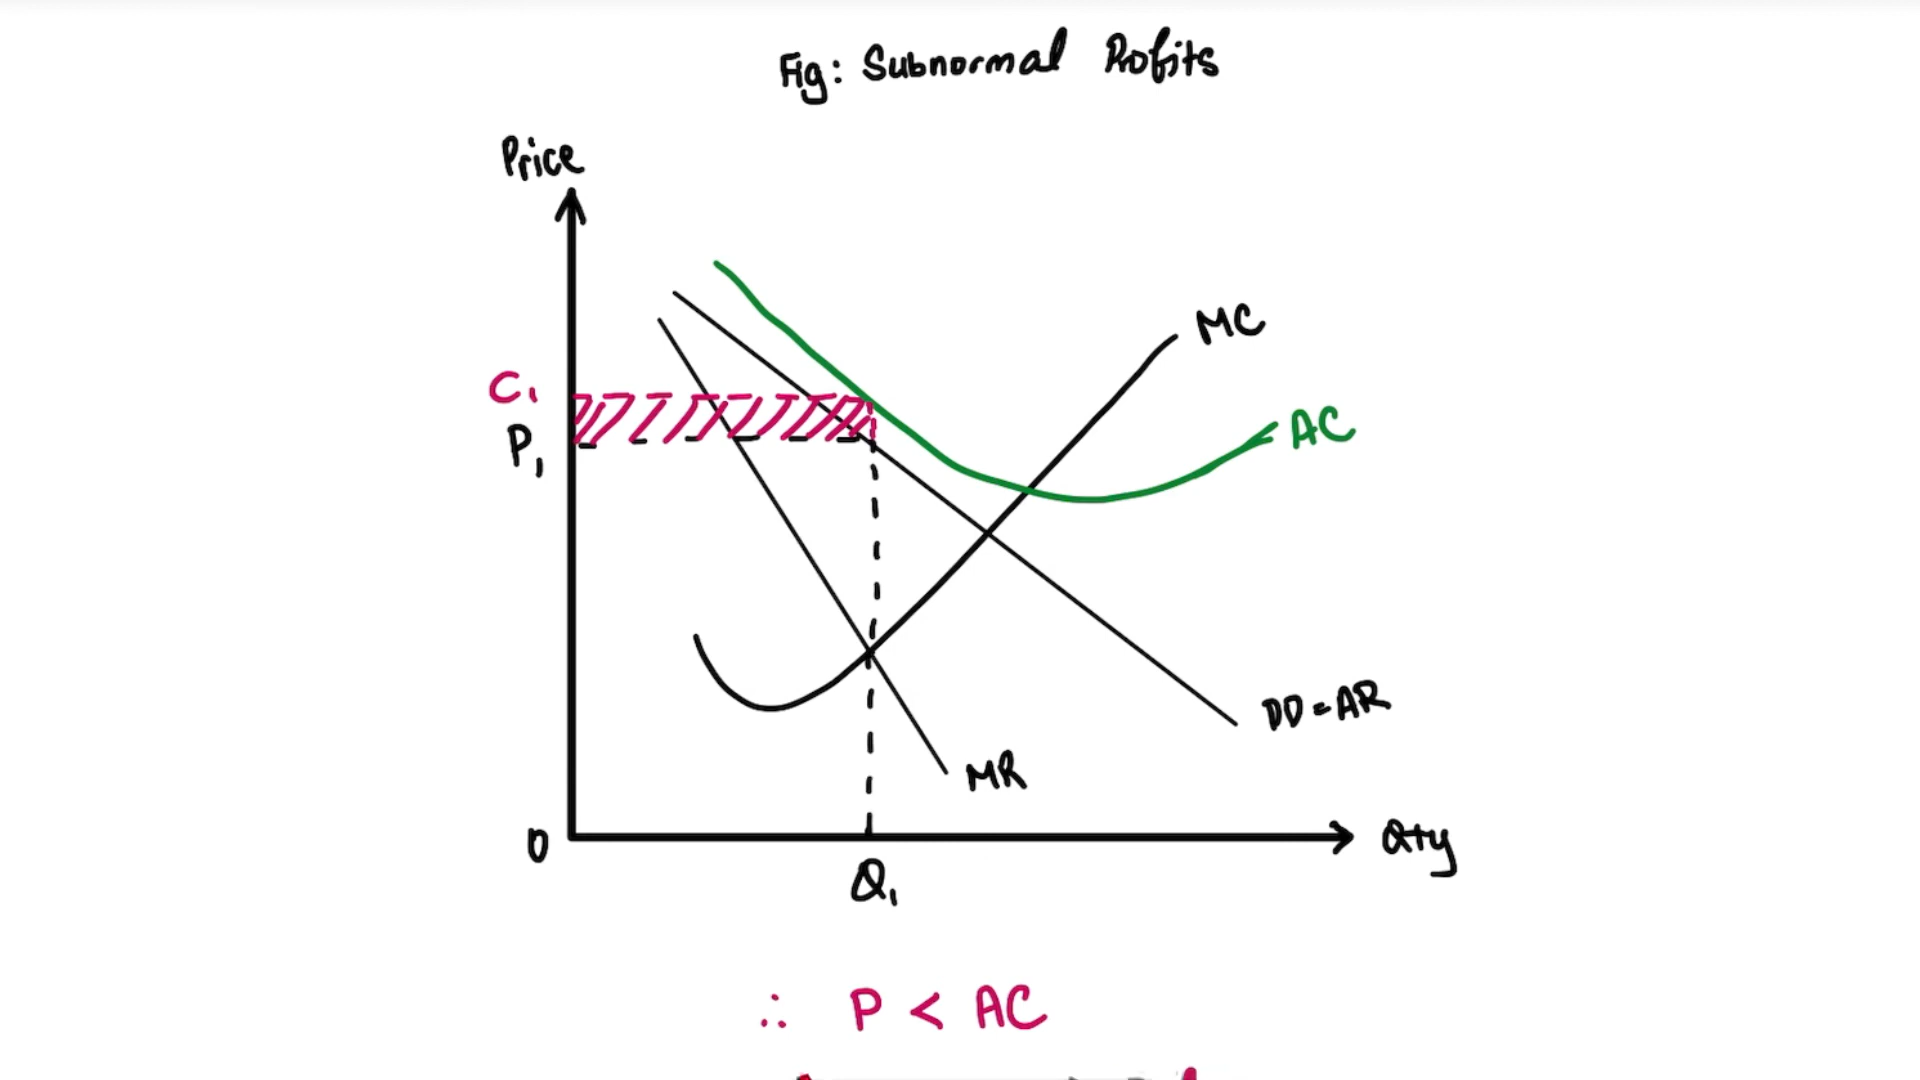 Fig: Subnormal Profits
Price
MC
C₁
AC
P₁
DD = AR
MR
0
Qty
Q₁
∴ P < AC